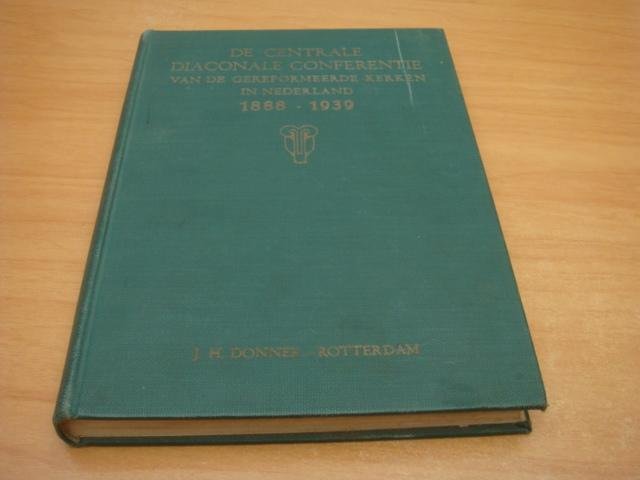 DE CENTRALE
DIACONALE CONFERENTIE
VAN DE GEREFORMEERDE KERKEN
IN NEDERLAND
1888 - 1939
J. H. DONNER - ROTTERDAM